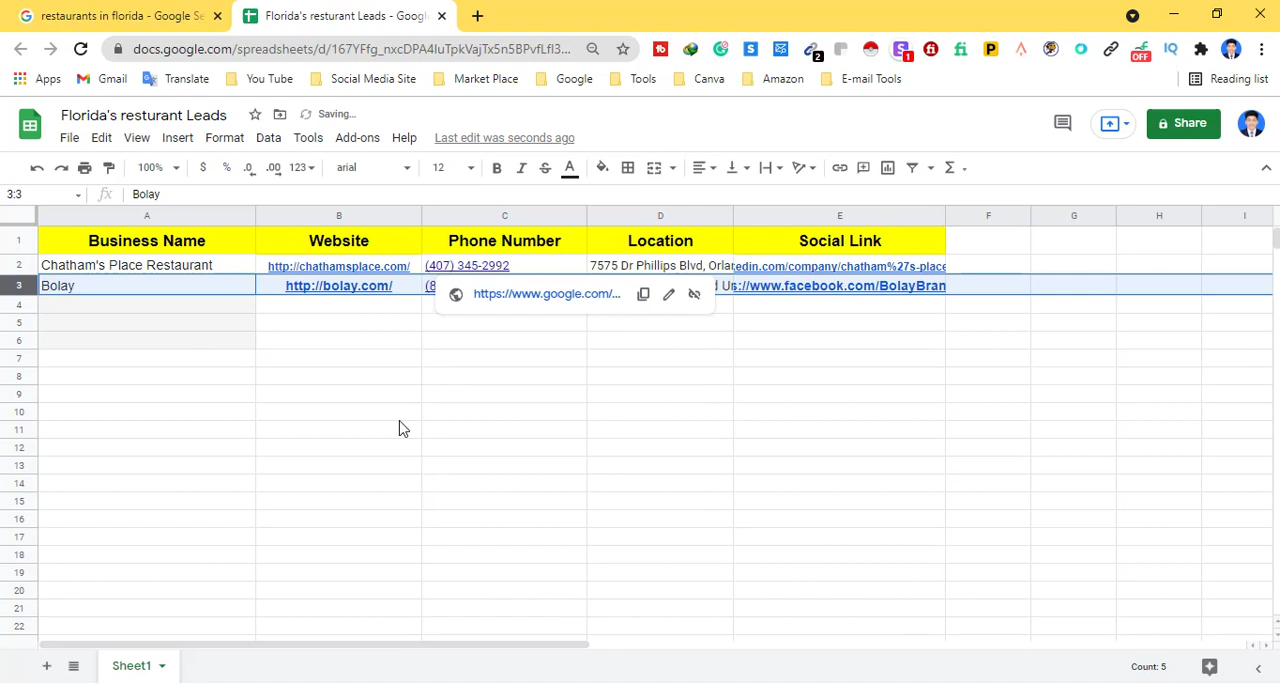 restaurants in florida - Google Se
Florida's resturant Leads - Googl
docs.google.com/spreadsheets/d/167YFfg_nxcDPA4IuTpkVajTx5n5BPvfLfI3...
Apps
Gmail
Translate
You Tube
Social Media Site
Market Place
Google
Tools
Canva
Amazon
E-mail Tools
Reading list
Florida's resturant Leads
Saving...
File Edit View Insert Format Data Tools Add-ons Help
Last edit was seconds ago
Share
100% $ % .0 .00 123 arial 12 B I S A
3:3
fx Bolay
A B C D E F G H I
1 Business Name Website Phone Number Location Social Link
2 Chatham's Place Restaurant http://chathamsplace.com/ (407) 345-2992 7575 Dr Phillips Blvd, Orlan edin.com/company/chatham%27s-place
3 Bolay http://bolay.com/ (8 d Us ://www.facebook.com/BolayBran
https://www.google.com/...
4
5
6
7
8
9
10
11
12
13
14
15
16
17
18
19
20
21
22
Sheet1
Count: 5